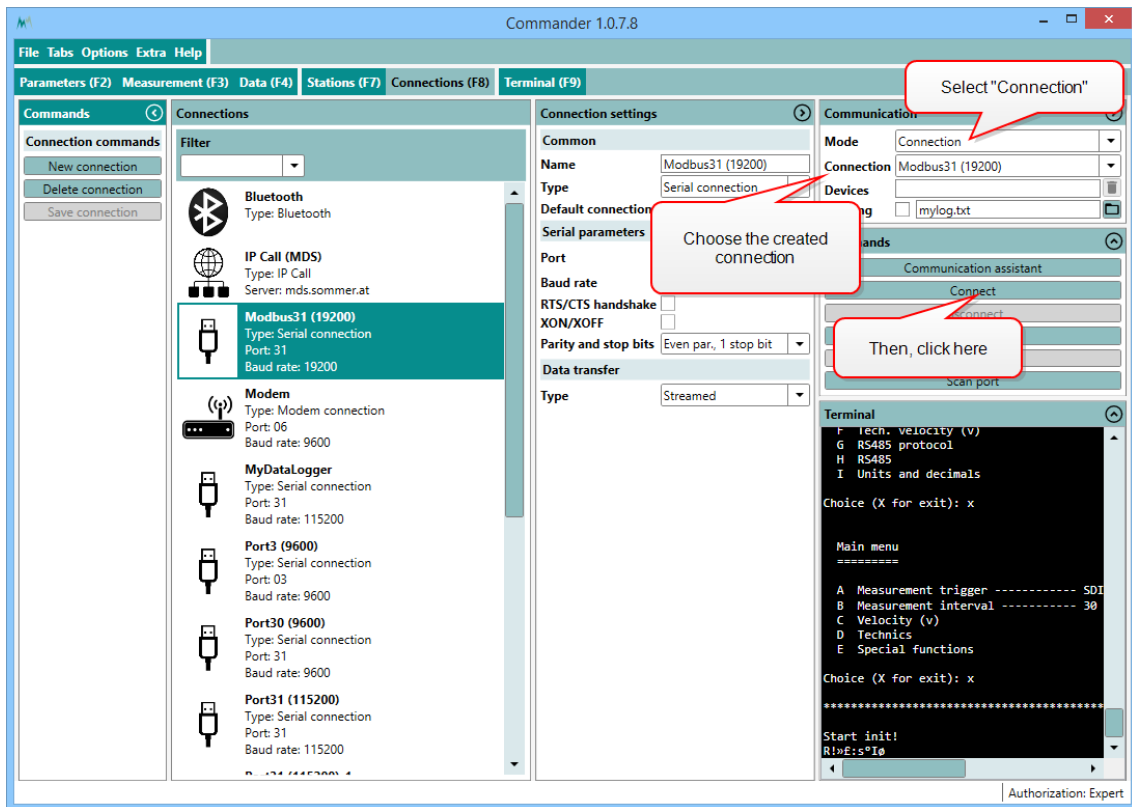 Commander 1.0.7.8
File Tabs Options Extra Help
Parameters (F2) Measurement (F3) Data (F4) Stations (F7) Connections (F8) Terminal (F9)
Commands
Connection commands
New connection
Delete connection
Save connection
Connections
Filter
Bluetooth
Type: Bluetooth
IP Call (MDS)
Type: IP Call
Server: mds.sommer.at
Modbus31 (19200)
Type: Serial connection
Port: 31
Baud rate: 19200
Modem
Type: Modem connection
Port: 06
Baud rate: 9600
MyDataLogger
Type: Serial connection
Port: 31
Baud rate: 115200
Port3 (9600)
Type: Serial connection
Port: 03
Baud rate: 9600
Port30 (9600)
Type: Serial connection
Port: 31
Baud rate: 9600
Port31 (115200)
Type: Serial connection
Port: 31
Baud rate: 115200
Connection settings
Common
Name Modbus31 (19200)
Type Serial connection
Default connection
Serial parameters
Port
Baud rate
RTS/CTS handshake
XON/XOFF
Parity and stop bits Even par., 1 stop bit
Data transfer
Type Streamed
Select "Connection"
Choose the created
connection
Then, click here
Communication
Mode Connection
Connection Modbus31 (19200)
Devices
mylog.txt
Communication assistant
Connect
Scan port
Terminal
F Tech. velocity (v)
G RS485 protocol
H RS485
I Units and decimals
Choice (X for exit): x
Main menu
=========
A Measurement trigger ------------ SDI
B Measurement interval ----------- 30
C Velocity (v)
D Technics
E Special functions
Choice (X for exit): x
*****************************************
Start init!
R!»£:s°Iø
Authorization: Expert